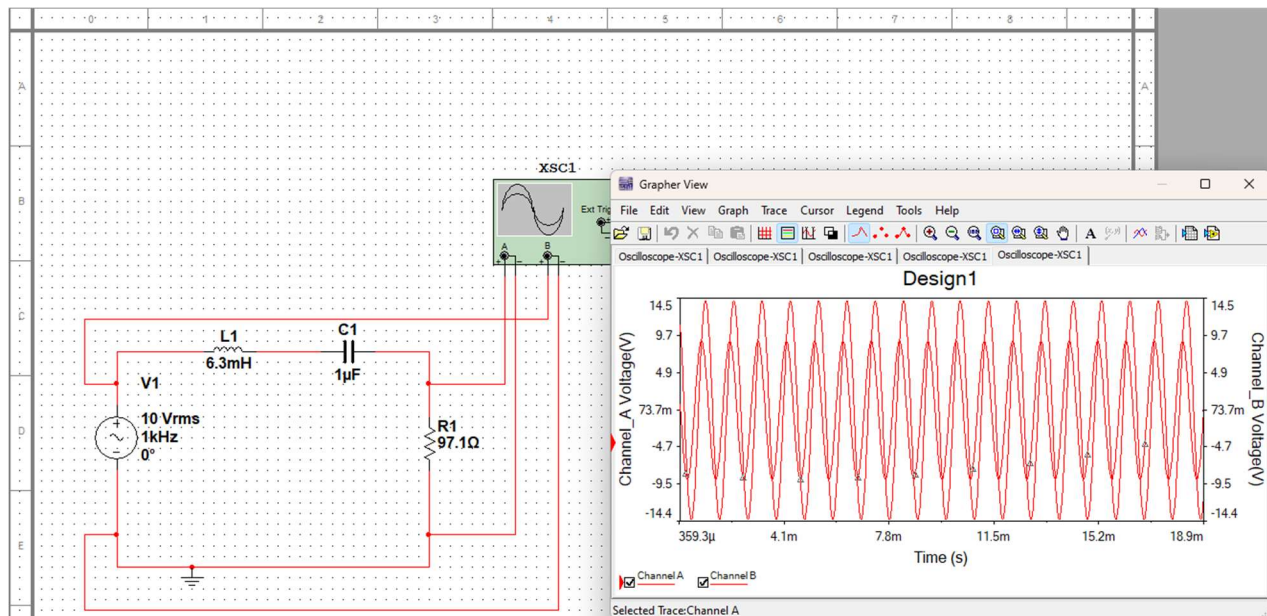 0 1 2 3 4 5 6 7 8
A
A
B
C
D
E
XSC1
Ext Trig
A B
L1
6.3mH
C1
1µF
V1
10 Vrms
1kHz
0°
R1
97.1Ω
Grapher View
File Edit View Graph Trace Cursor Legend Tools Help
Oscilloscope-XSC1 Oscilloscope-XSC1 Oscilloscope-XSC1 Oscilloscope-XSC1 Oscilloscope-XSC1
Design1
Channel_A Voltage(V)
14.5
9.7
4.9
73.7m
-4.7
-9.5
-14.4
14.5
9.7
4.9
73.7m
-4.7
-9.5
-14.4
Channel_B Voltage(V)
359.3µ 4.1m 7.8m 11.5m 15.2m 18.9m
Time (s)
Channel A Channel B
Selected Trace:Channel A